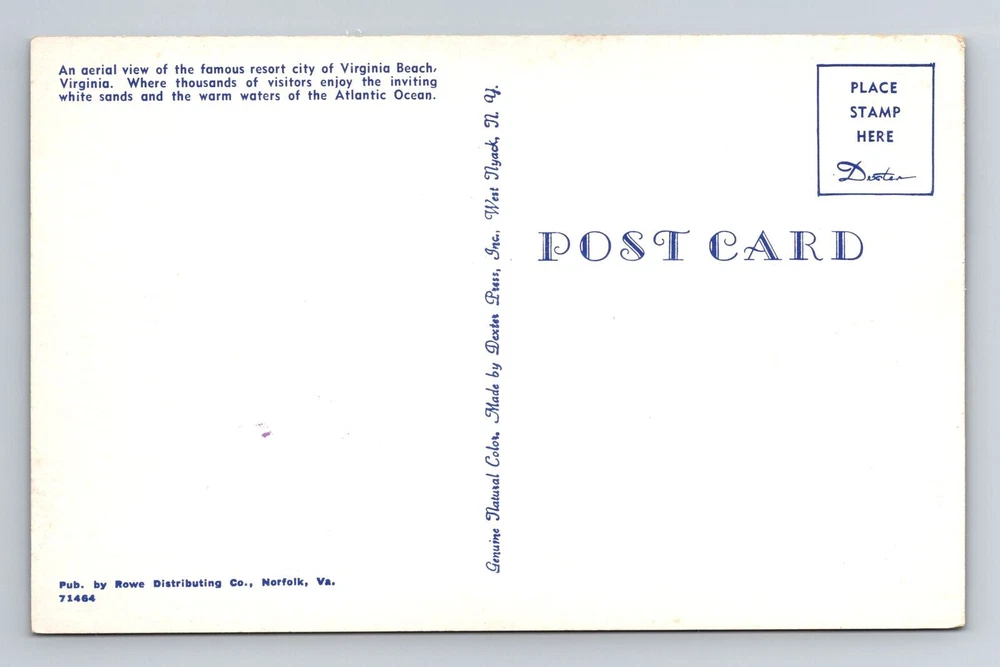 An aerial view of the famous resort city of Virginia Beach,
Virginia. Where thousands of visitors enjoy the inviting
white sands and the warm waters of the Atlantic Ocean.
Pub. by Rowe Distributing Co., Norfolk, Va.
71464
Genuine Natural Color. Made by Dexter Press, Inc., West Nyack, N. Y.
PLACE
STAMP
HERE
Dexter
POST CARD